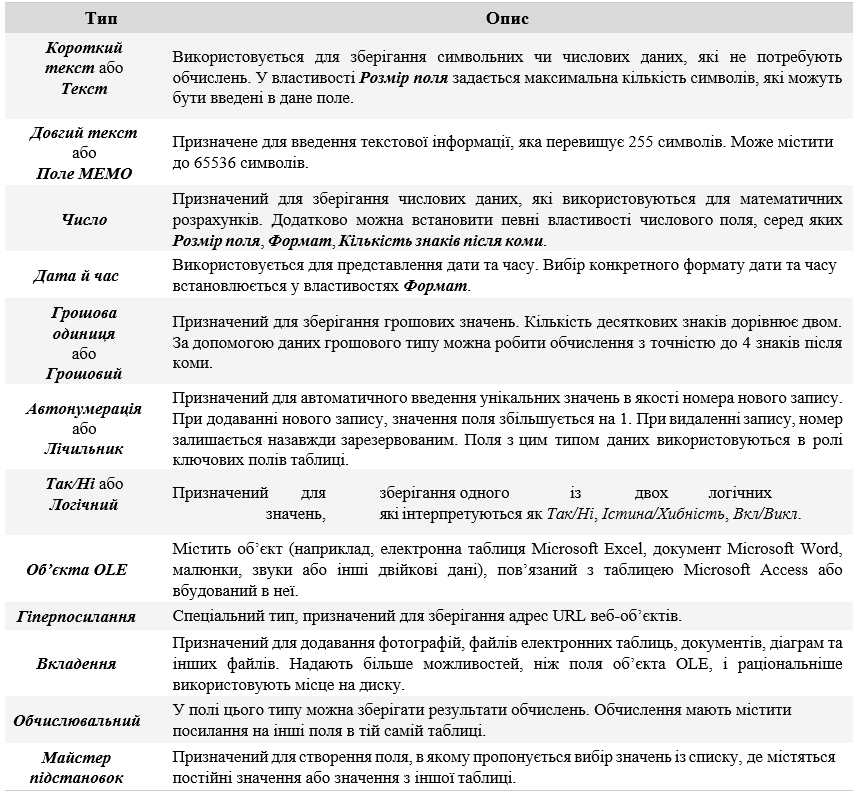 Тип Опис
Короткий
текст або
Текст
Використовується для зберігання символьних чи числових даних, які не потребують
обчислень. У властивості Розмір поля задається максимальна кількість символів, які можуть
бути введені в дане поле.
Довгий текст
або
Поле МЕМО
Призначене для введення текстової інформації, яка перевищує 255 символів. Може містити
до 65536 символів.
Число
Призначений для зберігання числових даних, які використовуються для математичних
розрахунків. Додатково можна встановити певні властивості числового поля, серед яких
Розмір поля, Формат, Кількість знаків після коми.
Дата й час
Використовується для представлення дати та часу. Вибір конкретного формату дати та часу
встановлюється у властивостях Формат.
Грошова
одиниця
або
Грошовий
Призначений для зберігання грошових значень. Кількість десяткових знаків дорівнює двом.
За допомогою даних грошового типу можна робити обчислення з точністю до 4 знаків після
коми.
Автонумерація
або
Лічильник
Призначений для автоматичного введення унікальних значень в якості номера нового запису.
При додаванні нового запису, значення поля збільшується на 1. При видаленні запису, номер
залишається назавжди зарезервованим. Поля з цим типом даних використовуються в ролі
ключових полів таблиці.
Так/Ні або
Логічний
Призначений для зберігання одного із двох логічних
значень, які інтерпретуються як Так/Ні, Істина/Хибність, Вкл/Викл.
Об’єкта OLE
Містить об’єкт (наприклад, електронна таблиця Microsoft Excel, документ Microsoft Word,
малюнки, звуки або інші двійкові дані), пов’язаний з таблицею Microsoft Access або
вбудований в неї.
Гіперпосилання
Спеціальний тип, призначений для зберігання адрес URL веб-об’єктів.
Вкладення
Призначений для додавання фотографій, файлів електронних таблиць, документів, діаграм та
інших файлів. Надають більше можливостей, ніж поля об’єкта OLE, і раціональніше
використовують місце на диску.
Обчислювальний
У полі цього типу можна зберігати результати обчислень. Обчислення мають містити
посилання на інші поля в тій самій таблиці.
Майстер
підстановок
Призначений для створення поля, в якому пропонується вибір значень із списку, де містяться
постійні значення або значення з іншої таблиці.